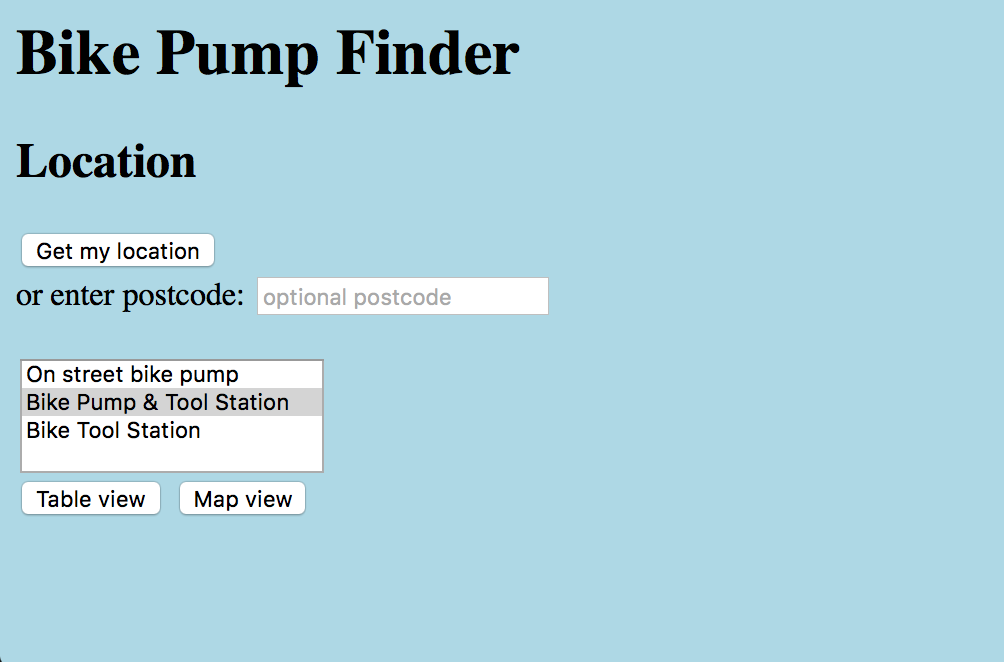 Bike Pump Finder
Location
Get my location
or enter postcode: optional postcode
On street bike pump
Bike Pump & Tool Station
Bike Tool Station
Table view Map view